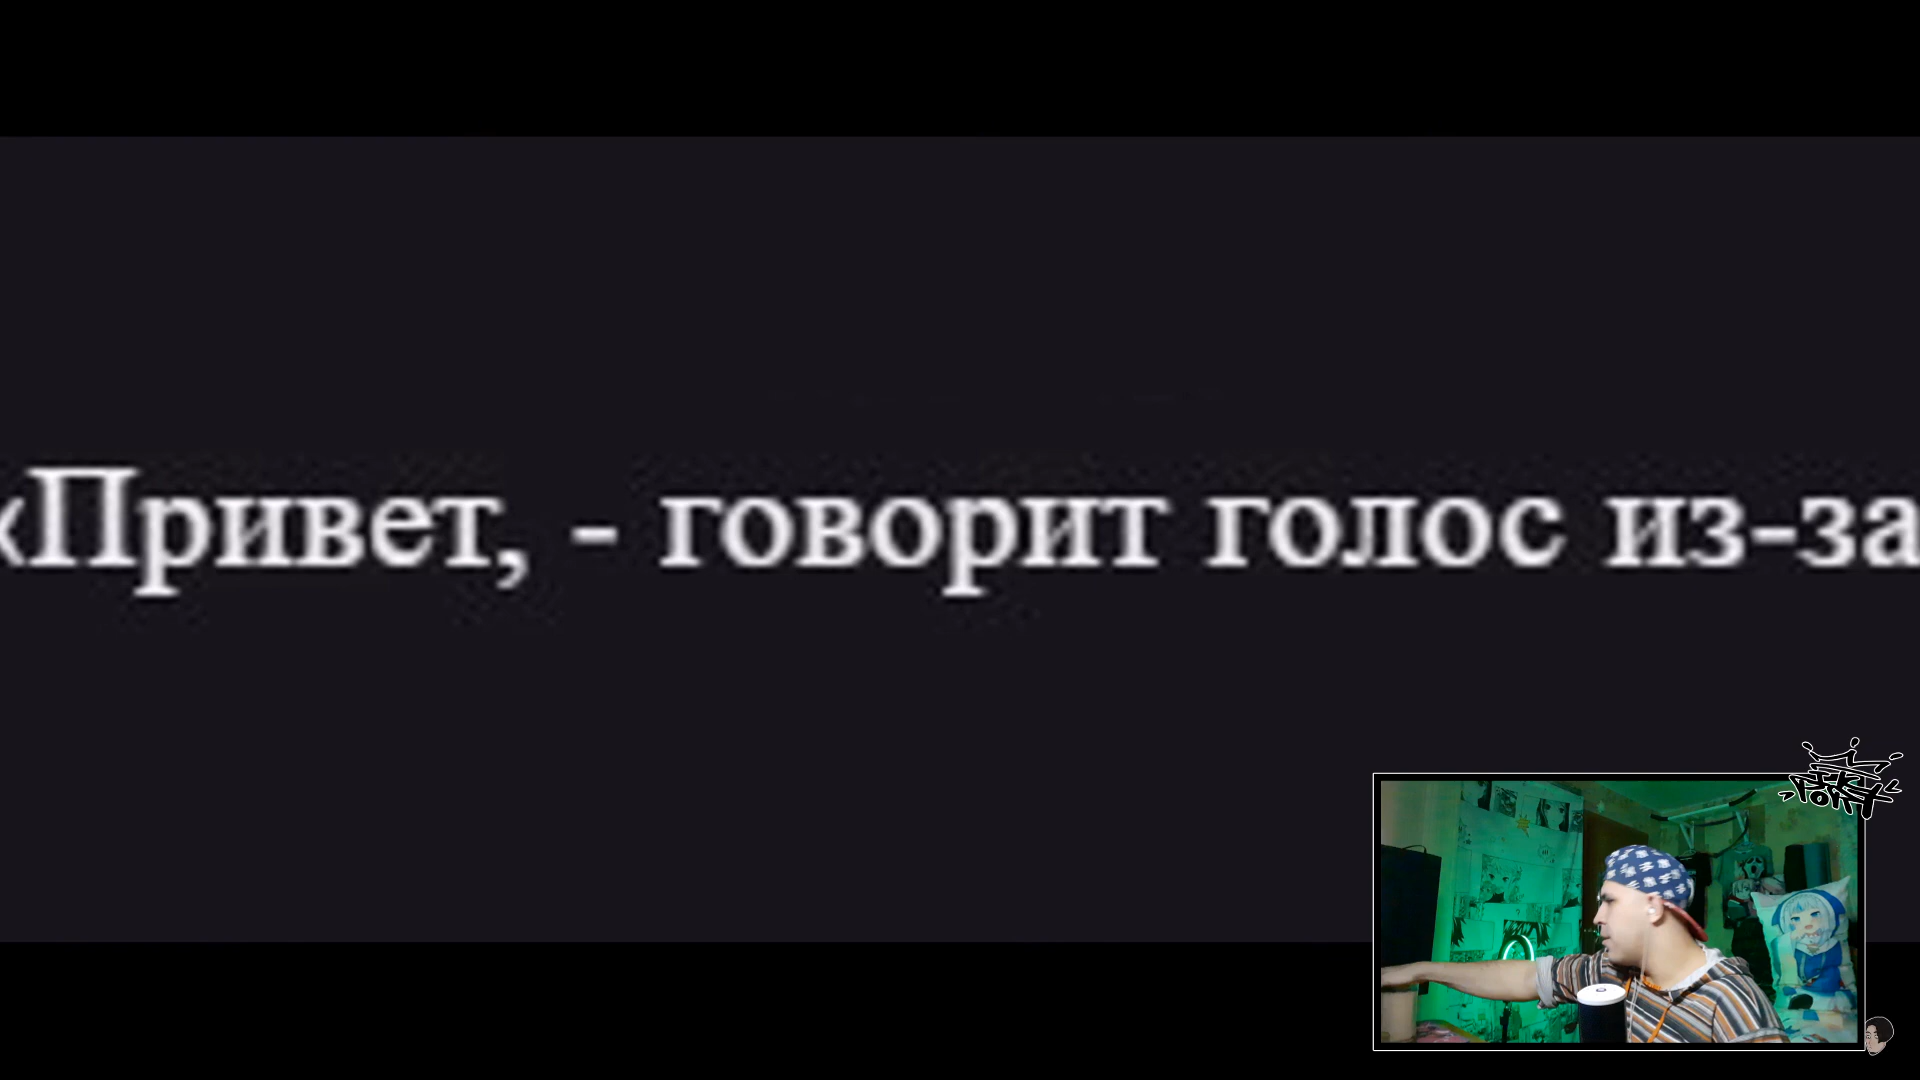 «Привет, - говорит голос из-за